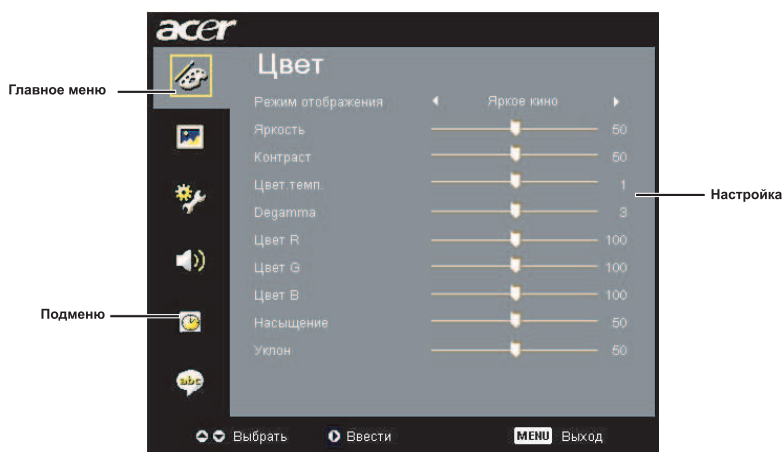 acer
Цвет
Главное меню
Режим отображения Яркое кино
Яркость 50
Контраст 50
Цвет.темп. 1
Настройка
Degamma 3
Цвет R 100
Цвет G 100
Цвет B 100
Подменю
Насыщение 50
Уклон 50
abc
Выбрать Ввести MENU Выход